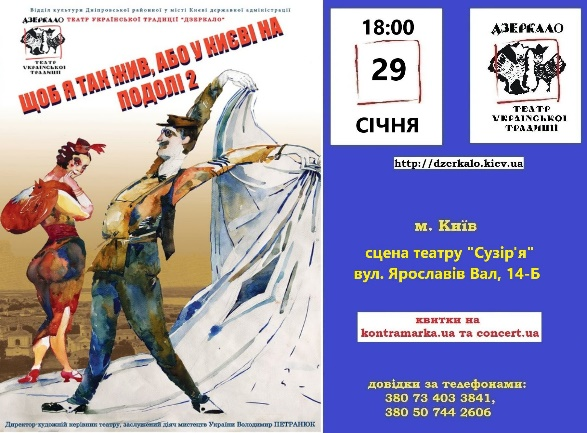 Відділ культури Дніпровської районної у місті Києві державної адміністрації
ДЗЕРКАЛО ТЕАТР УКРАЇНСЬКОЇ ТРАДИЦІЇ "ДЗЕРКАЛО"
ТЕАТР
УКРАЇНСЬКОЇ
ТРАДИЦІЇ
ЩОБ Я ТАК ЖИВ, АБО У КИЄВІ НА
ПОДОЛІ 2
Директор-художній керівник театру, заслужений діяч мистецтв України Володимир ПЕТРАНЮК
18:00
29
СІЧНЯ
ДЗЕРКАЛО
ТЕАТР
УКРАЇНСЬКОЇ
ТРАДИЦІЇ
http://dzerkalo.kiev.ua
м. Київ
сцена театру "Сузір'я"
вул. Ярославів Вал, 14-Б
квитки на
kontramarka.ua та concert.ua
довідки за телефонами:
380 73 403 3841,
380 50 744 2606